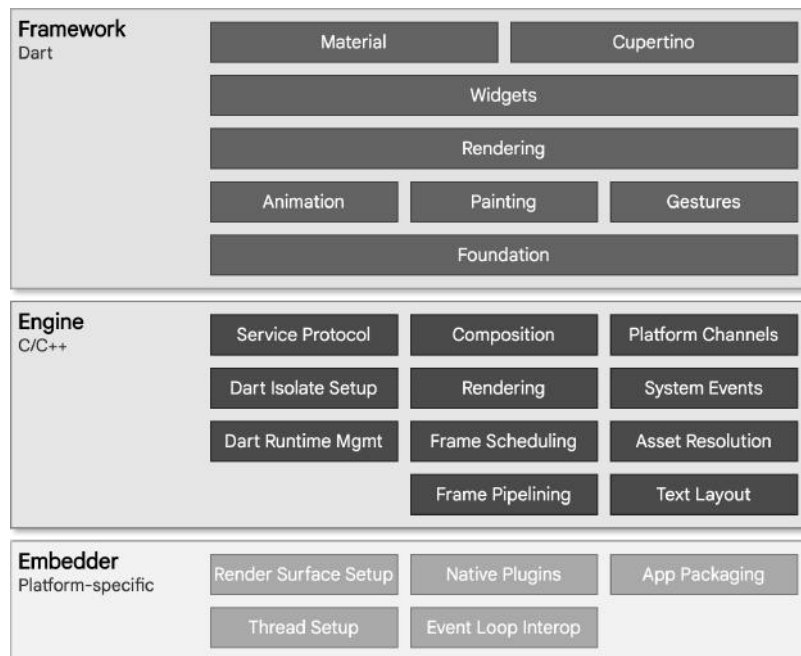 Framework
Dart
Material
Cupertino
Widgets
Rendering
Animation
Painting
Gestures
Foundation
Engine
C/C++
Service Protocol
Composition
Platform Channels
Dart Isolate Setup
Rendering
System Events
Dart Runtime Mgmt
Frame Scheduling
Asset Resolution
Frame Pipelining
Text Layout
Embedder
Platform-specific
Render Surface Setup
Native Plugins
App Packaging
Thread Setup
Event Loop Interop